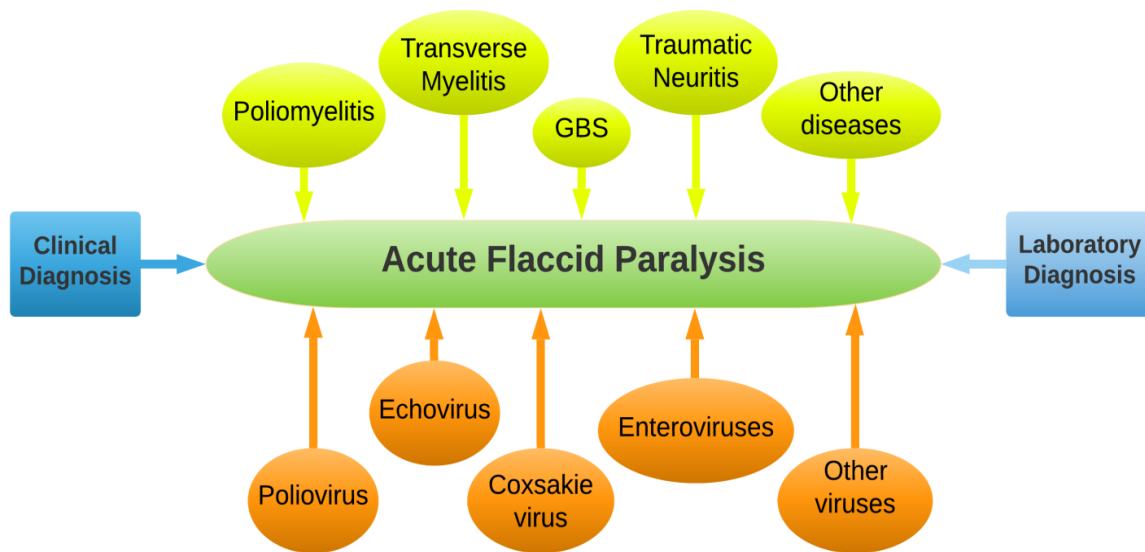 Poliomyelitis
Transverse
Myelitis
GBS
Traumatic
Neuritis
Other
diseases
Clinical
Diagnosis
Acute Flaccid Paralysis
Laboratory
Diagnosis
Poliovirus
Echovirus
Coxsakie
virus
Enteroviruses
Other
viruses